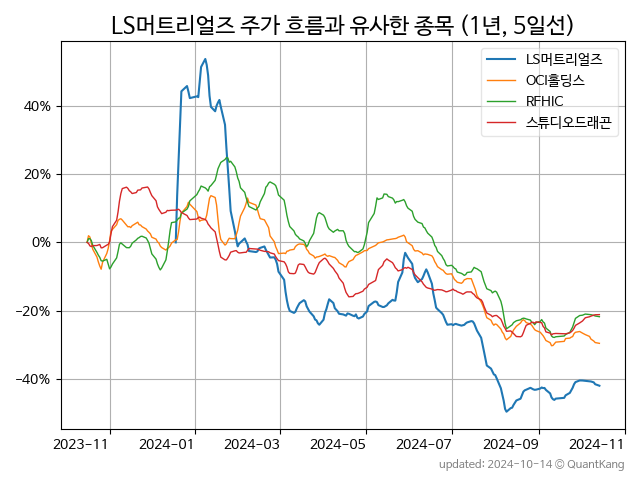 LS머트리얼즈 주가 흐름과 유사한 종목 (1년, 5일선)
LS머트리얼즈
OCI홀딩스
RFHIC
스튜디오드래곤
40%
20%
0%
−20%
−40%
2023-11 2024-01 2024-03 2024-05 2024-07 2024-09 2024-11
updated: 2024-10-14 © QuantKang